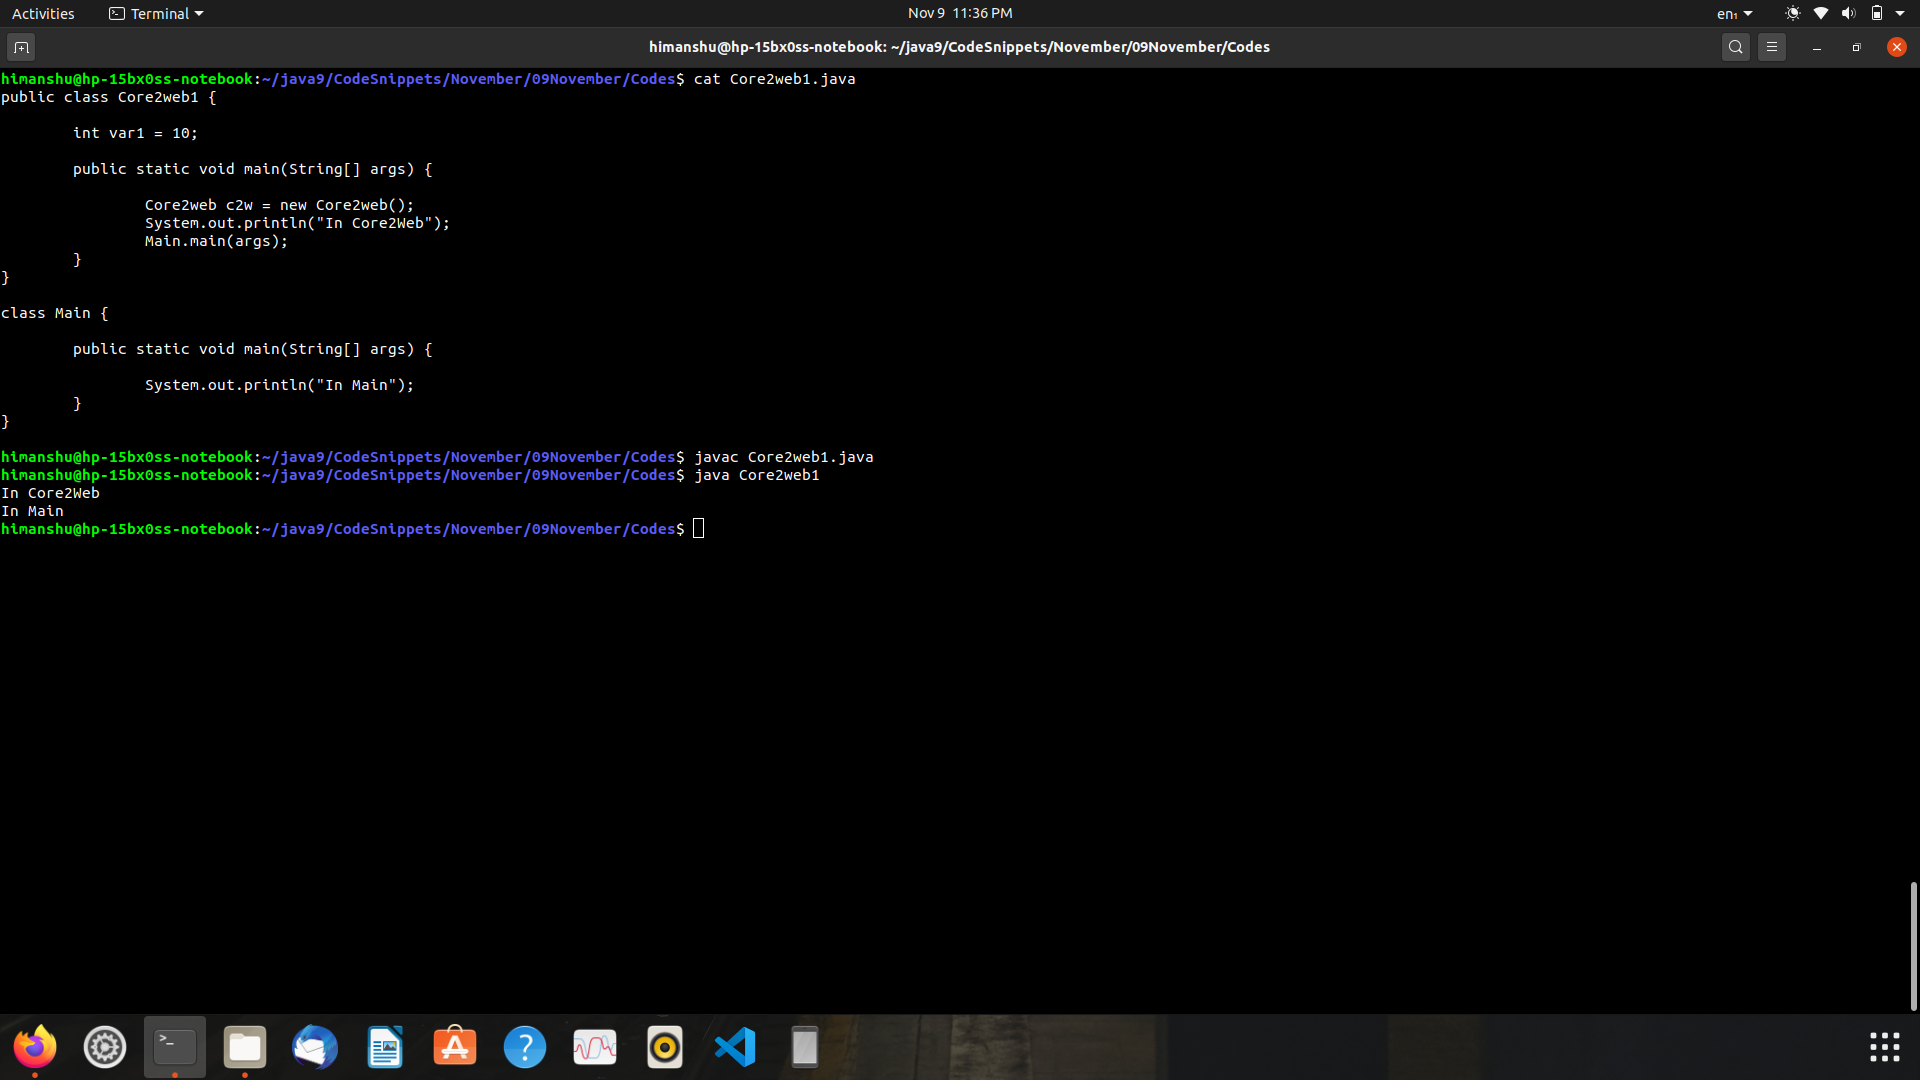 Activities
Terminal
Nov 9 11:36 PM
en₁
himanshu@hp-15bx0ss-notebook: ~/java9/CodeSnippets/November/09November/Codes
himanshu@hp-15bx0ss-notebook:~/java9/CodeSnippets/November/09November/Codes$ cat Core2web1.java
public class Core2web1 {
int var1 = 10;
public static void main(String[] args) {
Core2web c2w = new Core2web();
System.out.println("In Core2Web");
Main.main(args);
}
}
class Main {
public static void main(String[] args) {
System.out.println("In Main");
}
}
himanshu@hp-15bx0ss-notebook:~/java9/CodeSnippets/November/09November/Codes$ javac Core2web1.java
himanshu@hp-15bx0ss-notebook:~/java9/CodeSnippets/November/09November/Codes$ java Core2web1
In Core2Web
In Main
himanshu@hp-15bx0ss-notebook:~/java9/CodeSnippets/November/09November/Codes$